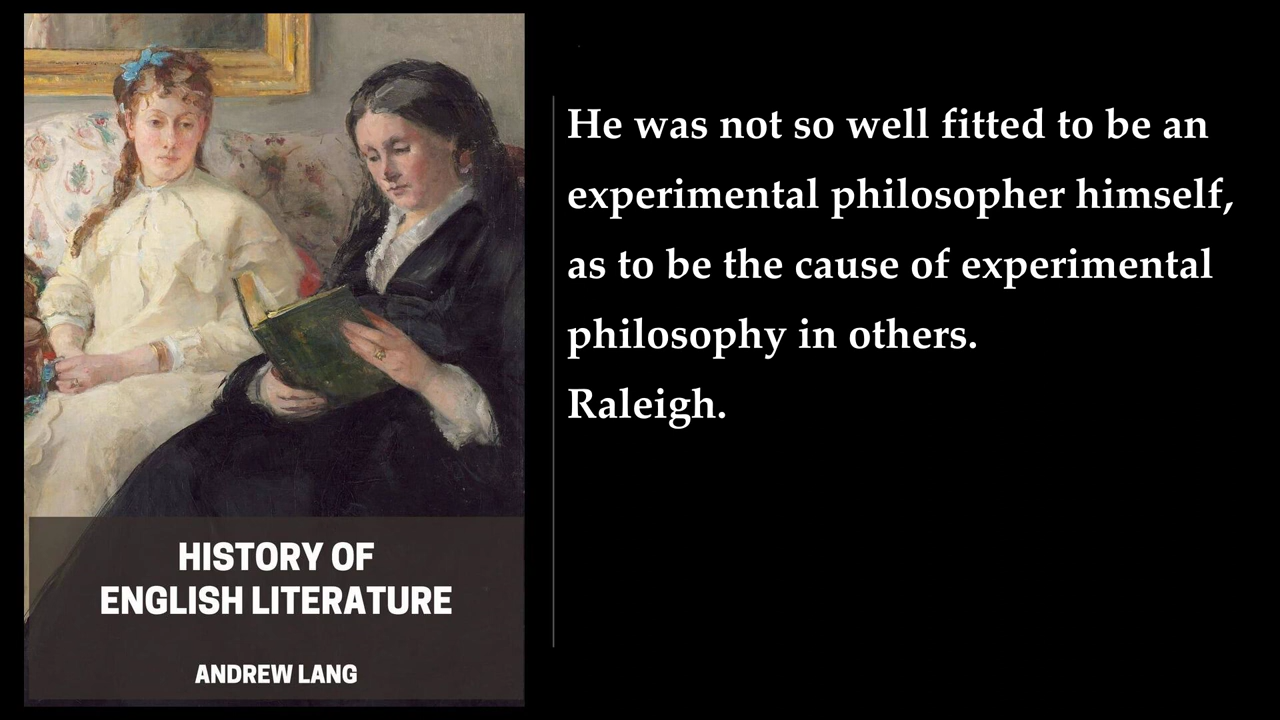 HISTORY OF
ENGLISH LITERATURE
ANDREW LANG
He was not so well fitted to be an
experimental philosopher himself,
as to be the cause of experimental
philosophy in others.
Raleigh.